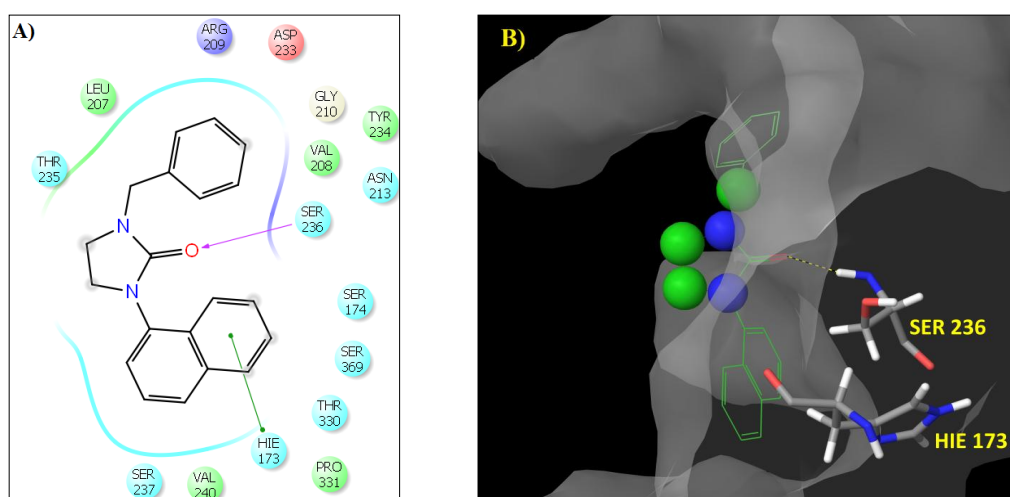 A)
ARG
209
ASP
233
LEU
207
GLY
210
TYR
234
VAL
208
THR
235
ASN
213
SER
236
N
O
N
SER
174
SER
369
THR
330
HIE
173
PRO
331
SER
237
VAL
240
B)
SER 236
HIE 173